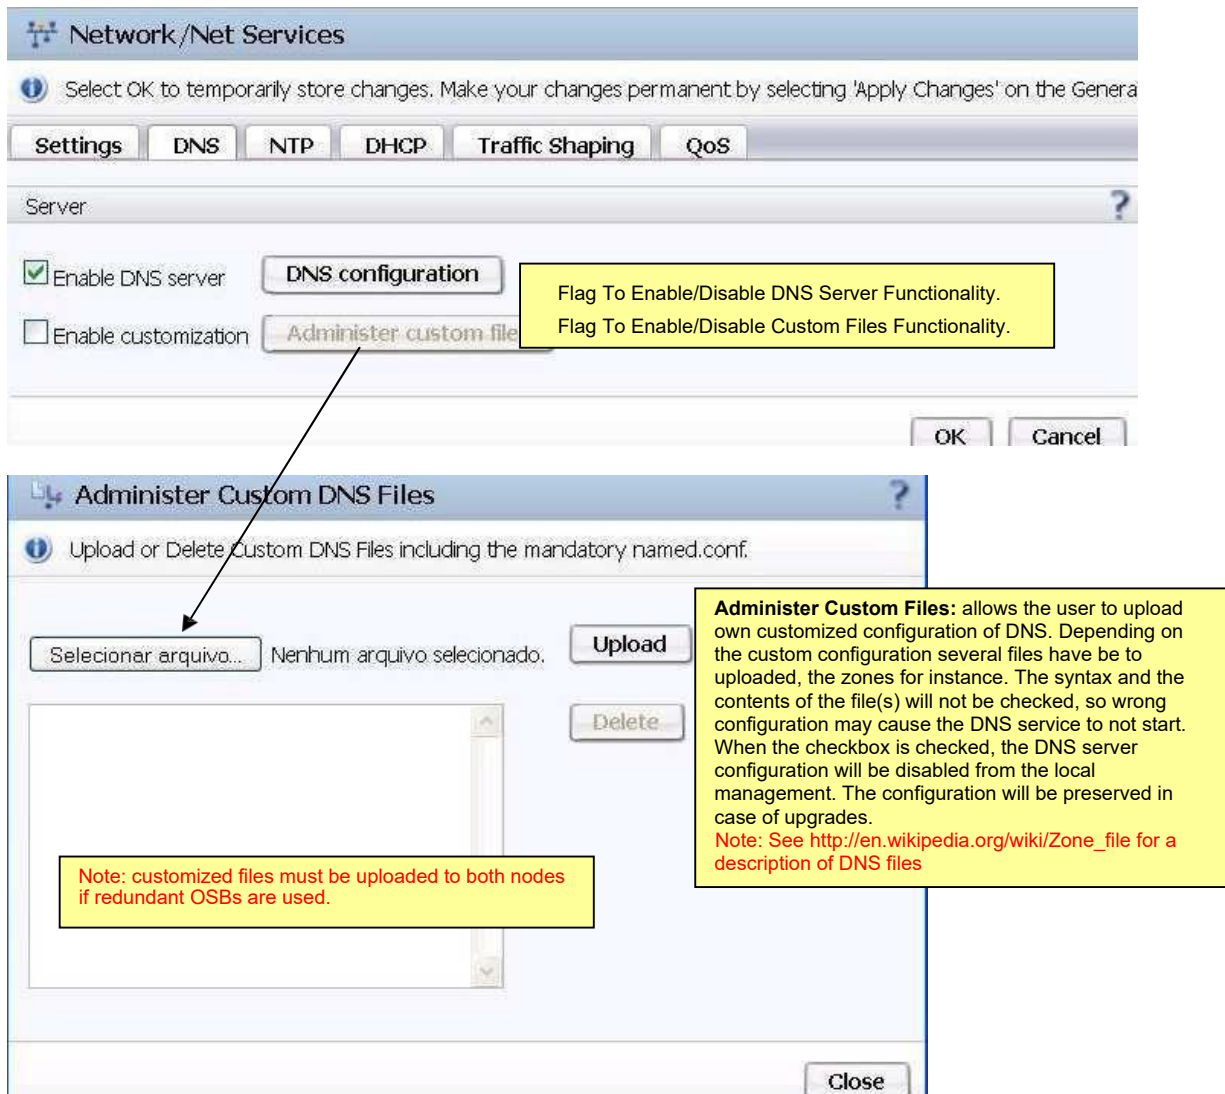 Network/Net Services
Select OK to temporarily store changes. Make your changes permanent by selecting 'Apply Changes' on the Genera
Settings DNS NTP DHCP Traffic Shaping QoS
Server
?
Enable DNS server DNS configuration
Flag To Enable/Disable DNS Server Functionality.
Flag To Enable/Disable Custom Files Functionality.
Enable customization Administer custom file
OK Cancel
Administer Custom DNS Files
?
Upload or Delete Custom DNS Files including the mandatory named.conf.
Selecionar arquivo... Nenhum arquivo selecionado. Upload
Delete
Administer Custom Files: allows the user to upload
own customized configuration of DNS. Depending on
the custom configuration several files have be to
uploaded, the zones for instance. The syntax and the
contents of the file(s) will not be checked, so wrong
configuration may cause the DNS service to not start.
When the checkbox is checked, the DNS server
configuration will be disabled from the local
management. The configuration will be preserved in
case of upgrades.
Note: See http://en.wikipedia.org/wiki/Zone_file for a
description of DNS files
Note: customized files must be uploaded to both nodes
if redundant OSBs are used.
Close